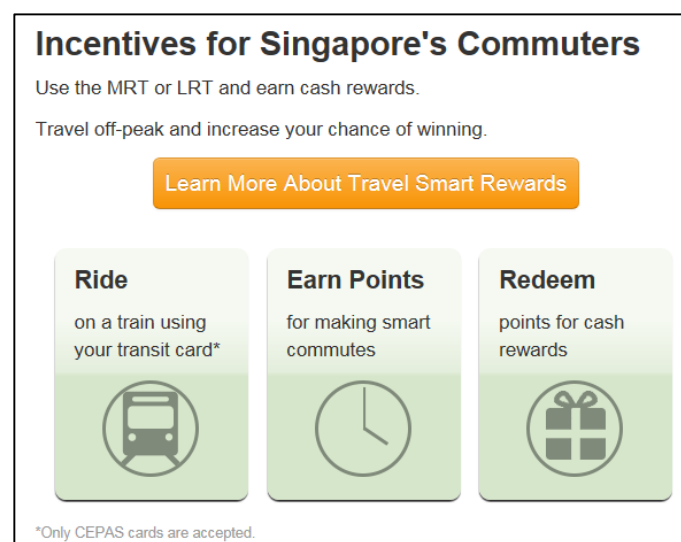 Incentives for Singapore's Commuters
Use the MRT or LRT and earn cash rewards.
Travel off-peak and increase your chance of winning.
Learn More About Travel Smart Rewards
Ride
on a train using
your transit card*
Earn Points
for making smart
commutes
Redeem
points for cash
rewards
*Only CEPAS cards are accepted.